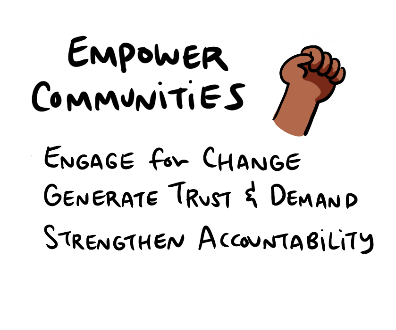 EMPOWER
COMMUNITIES
ENGAGE for CHANGE
GENERATE TRUST & DEMAND
STRENGTHEN ACCOUNTABILITY